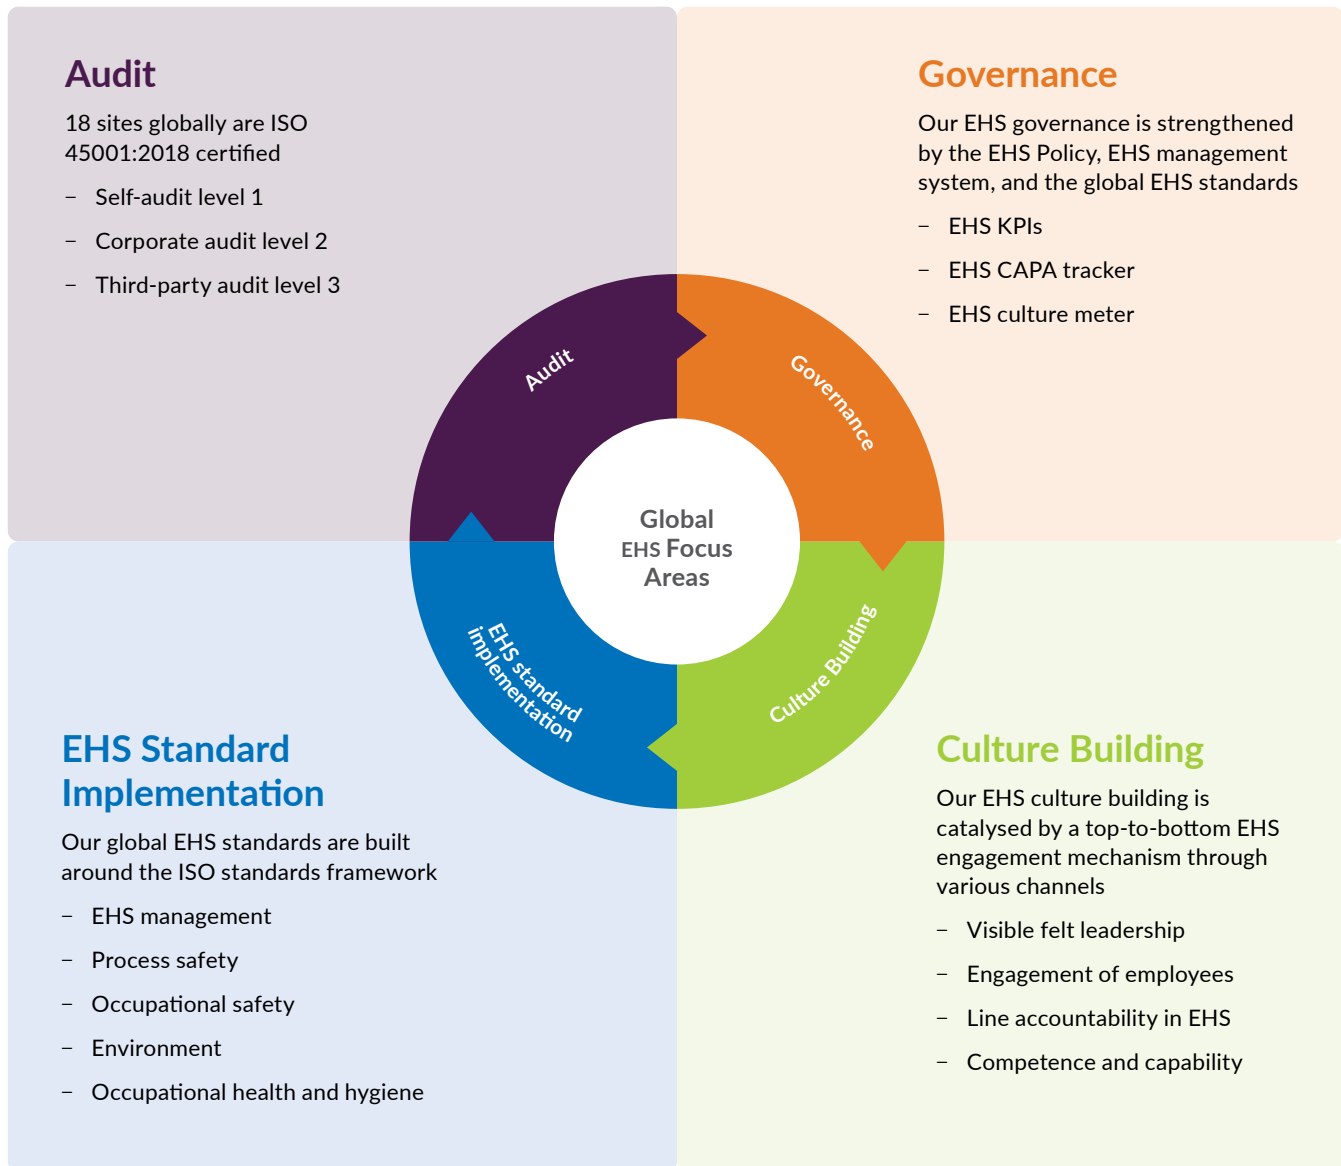 Audit
18 sites globally are ISO
45001:2018 certified
– Self-audit level 1
– Corporate audit level 2
– Third-party audit level 3
Governance
Our EHS governance is strengthened
by the EHS Policy, EHS management
system, and the global EHS standards
– EHS KPIs
– EHS CAPA tracker
– EHS culture meter
Audit
Governance
Global
EHS Focus
Areas
EHS standard
implementation
Culture Building
EHS Standard
Implementation
Our global EHS standards are built
around the ISO standards framework
– EHS management
– Process safety
– Occupational safety
– Environment
– Occupational health and hygiene
Culture Building
Our EHS culture building is
catalysed by a top-to-bottom EHS
engagement mechanism through
various channels
– Visible felt leadership
– Engagement of employees
– Line accountability in EHS
– Competence and capability